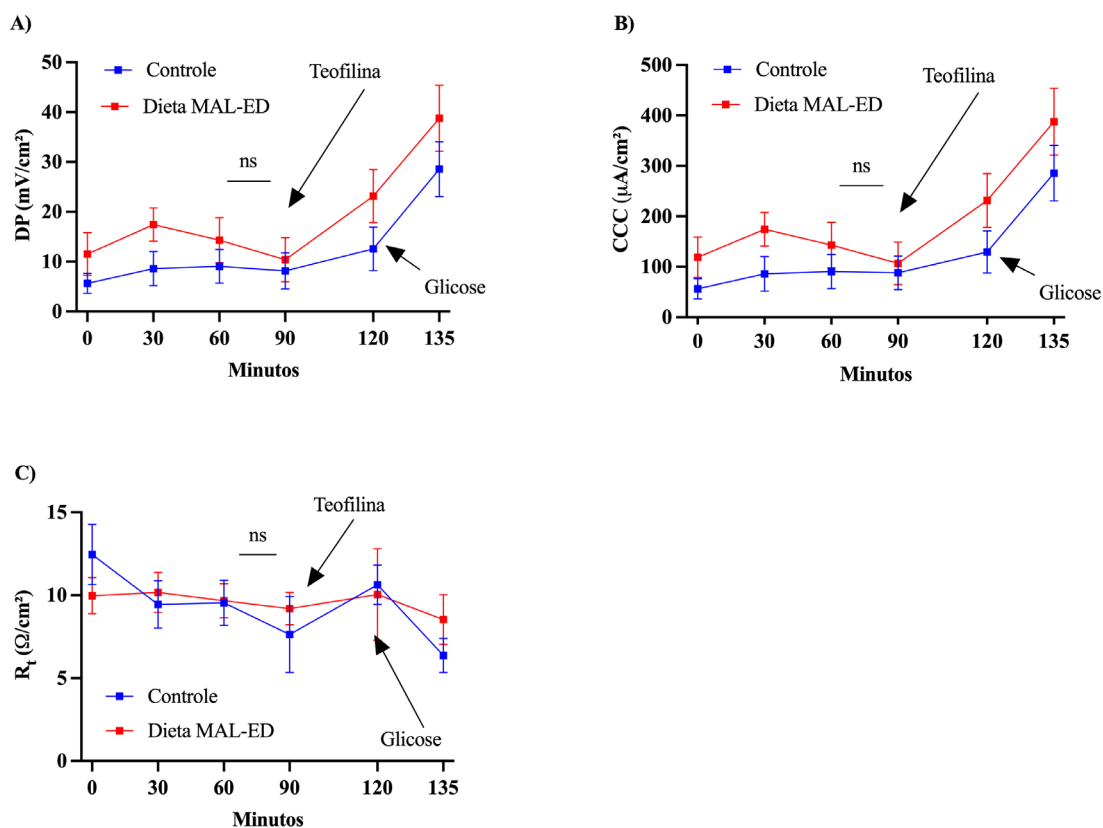 A)
DP (mV/cm²)
50
40
30
20
10
0
Controle
Dieta MAL-ED
ns
Teofilina
Glicose
0 30 60 90 120 135
Minutos
B)
CCC (µA/cm²)
500
400
300
200
100
0
Controle
Dieta MAL-ED
ns
Teofilina
Glicose
0 30 60 90 120 135
Minutos
C)
Rt (Ω/cm²)
15
10
5
0
ns
Teofilina
Controle
Dieta MAL-ED
Glicose
0 30 60 90 120 135
Minutos